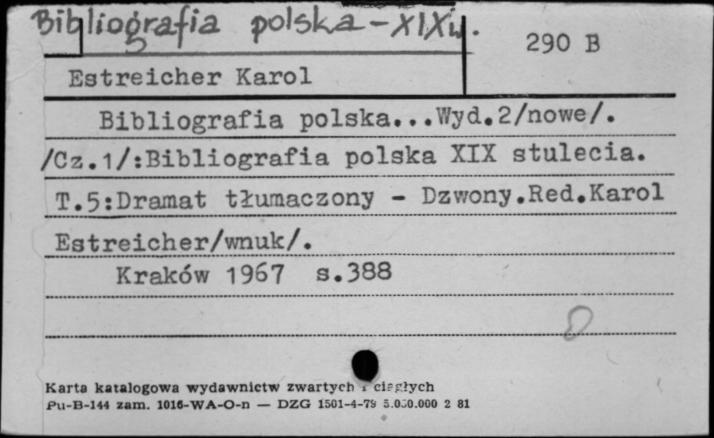 Bibliografia polska - XIX w.
290 B
Estreicher Karol
Bibliografia polska...Wyd.2/nowe/.
/Cz.1/:Bibliografia polska XIX stulecia.
T.5:Dramat tłumaczony - Dzwony.Red.Karol
Estreicher/wnuk/.
Kraków 1967 s.388
Karta katalogowa wydawnictw zwartych i ciągłych
Pu-B-144 zam. 1016-WA-O-n — DZG 1501-4-79 5.000.000 2 81